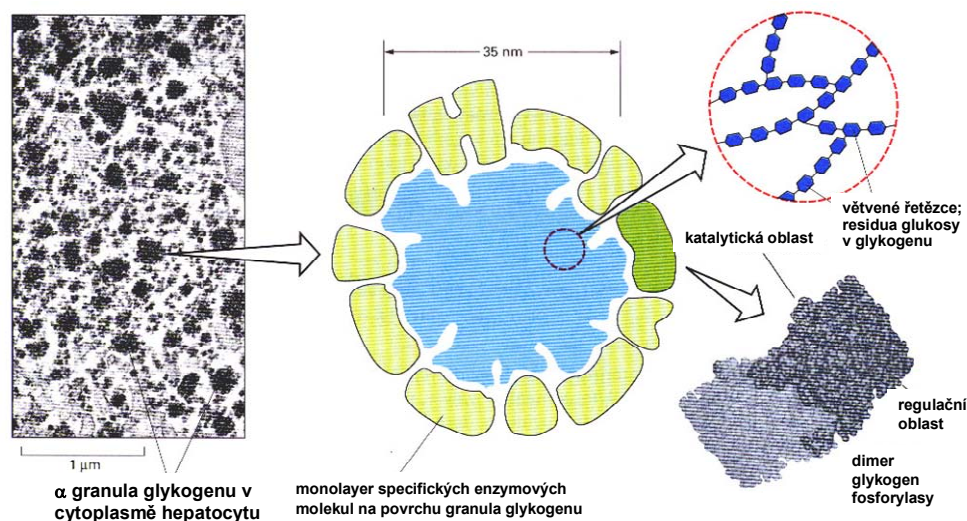 35 nm
větvené řetězce;
residua glukosy
v glykogenu
katalytická oblast
regulační
oblast
dimer
glykogen
fosforylasy
1 µm
α granula glykogenu v
cytoplasmě hepatocytu
monolayer specifických enzymových
molekul na povrchu granula glykogenu